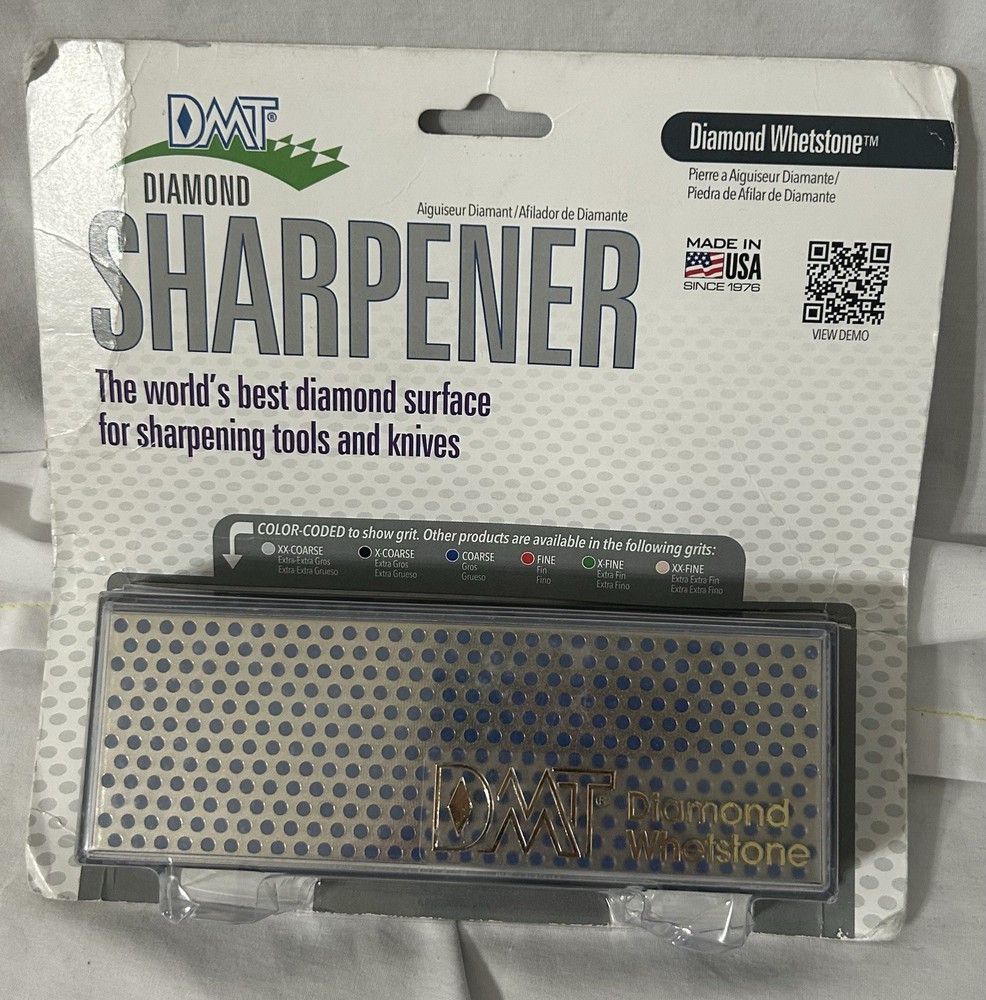 DMT®
DIAMOND
SHARPENER
Aiguiseur Diamant/Afilador de Diamante
The world's best diamond surface
for sharpening tools and knives
Diamond Whetstone™
Pierre a Aiguiseur Diamante/
Piedra de Afilar de Diamante
MADE IN
USA
SINCE 1976
VIEW DEMO
COLOR-CODED to show grit. Other products are available in the following grits:
XX-COARSE
Extra-Extra Gros
Extra-Extra Grueso
X-COARSE
Extra Gros
Extra Grueso
COARSE
Gros
Grueso
FINE
Fin
Fino
X-FINE
Extra Fin
Extra Fino
XX-FINE
Extra Extra Fin
Extra Extra Fino
DMT®
Diamond
Whetstone